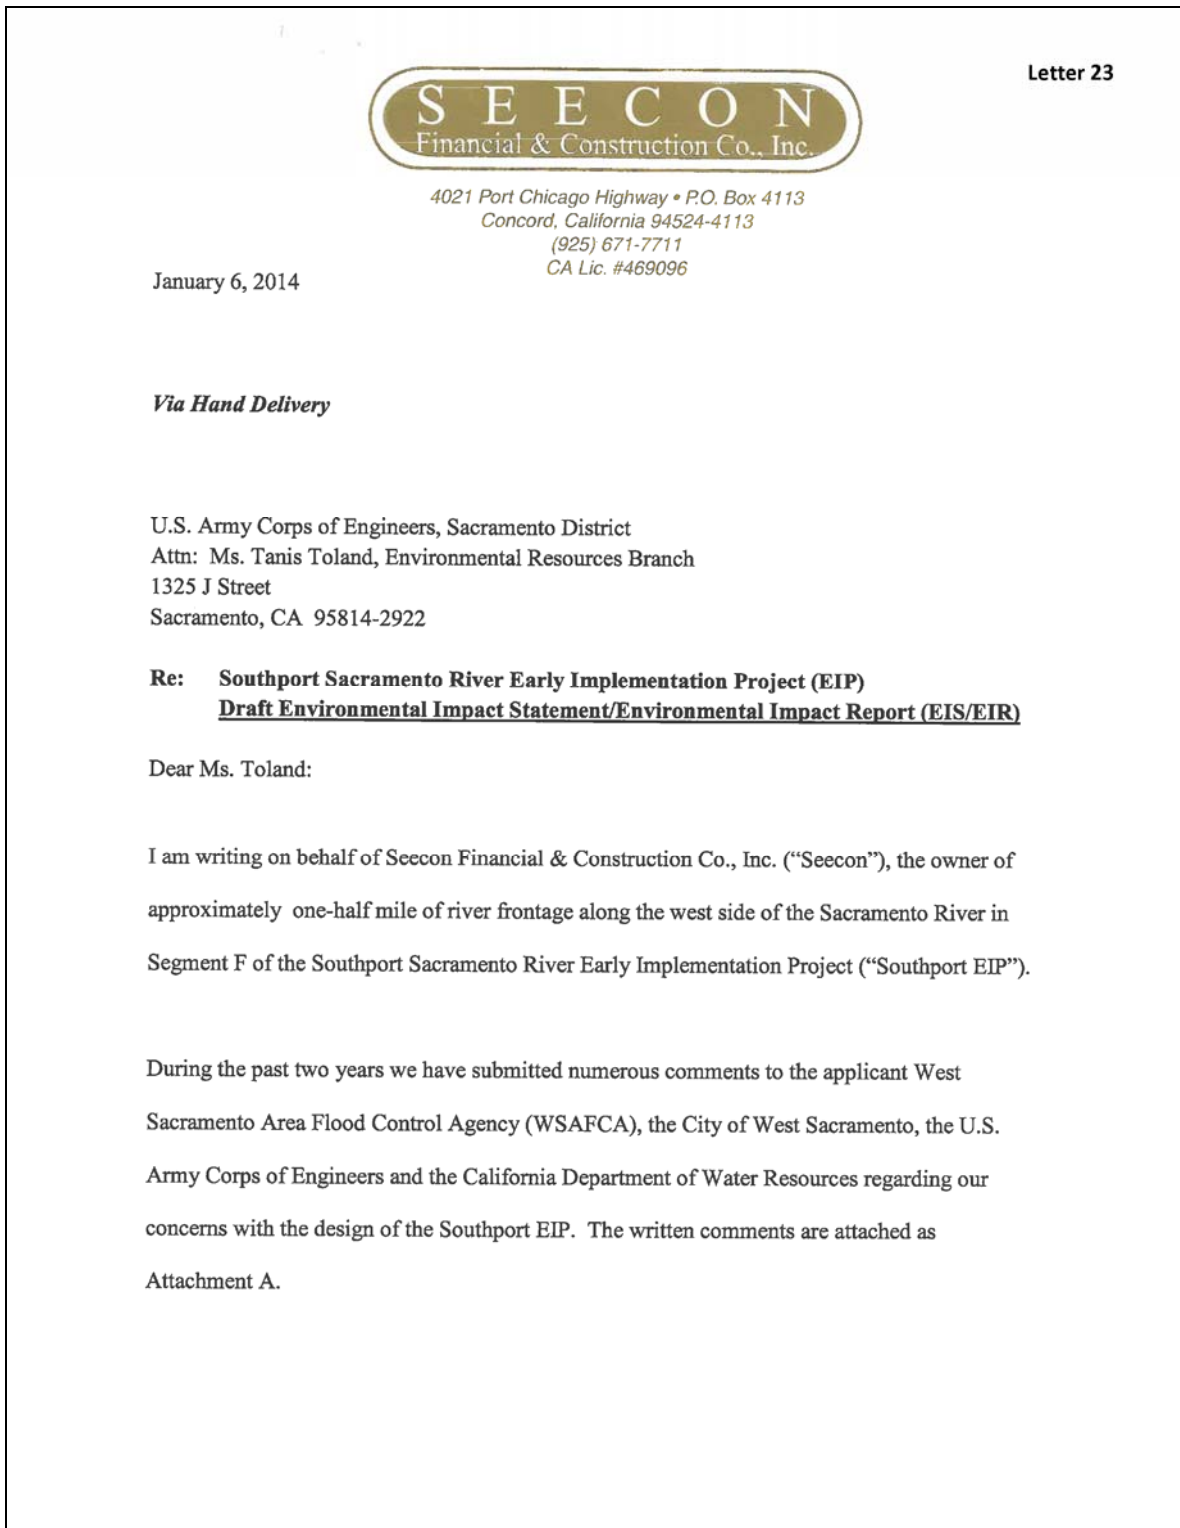 Letter 23
SEECON
Financial & Construction Co., Inc.
4021 Port Chicago Highway • P.O. Box 4113
Concord, California 94524-4113
(925) 671-7711
CA Lic. #469096
January 6, 2014
Via Hand Delivery
U.S. Army Corps of Engineers, Sacramento District
Attn: Ms. Tanis Toland, Environmental Resources Branch
1325 J Street
Sacramento, CA 95814-2922
Re: Southport Sacramento River Early Implementation Project (EIP)
Draft Environmental Impact Statement/Environmental Impact Report (EIS/EIR)
Dear Ms. Toland:
I am writing on behalf of Seecon Financial & Construction Co., Inc. (“Seecon”), the owner of
approximately one-half mile of river frontage along the west side of the Sacramento River in
Segment F of the Southport Sacramento River Early Implementation Project (“Southport EIP”).
During the past two years we have submitted numerous comments to the applicant West
Sacramento Area Flood Control Agency (WSAFCA), the City of West Sacramento, the U.S.
Army Corps of Engineers and the California Department of Water Resources regarding our
concerns with the design of the Southport EIP. The written comments are attached as
Attachment A.